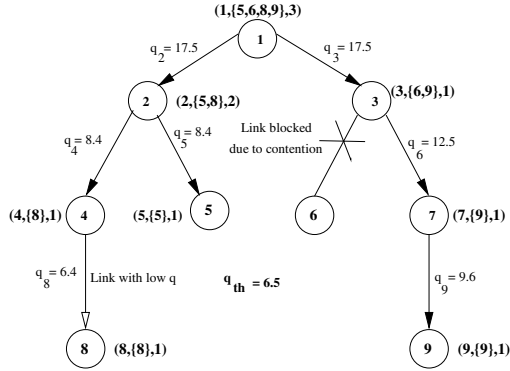 (1,{5,6,8,9},3)
1
q2 = 17.5
q3 = 17.5
2
(2,{5,8},2)
3
(3,{6,9},1)
q4 = 8.4
q5 = 8.4
Link blocked
due to contention
q6 = 12.5
(4,{8},1)
4
(5,{5},1)
5
6
7
(7,{9},1)
q8 = 6.4
Link with low q
qth = 6.5
q9 = 9.6
8
(8,{8},1)
9
(9,{9},1)